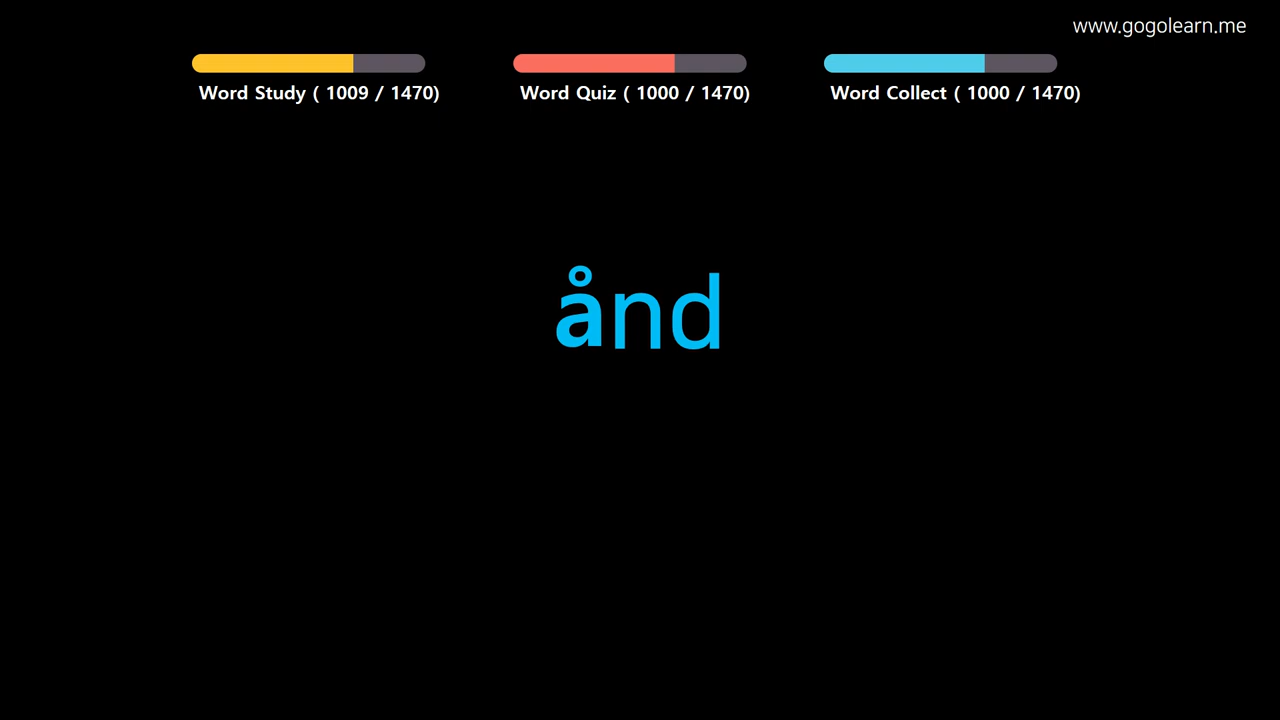 www.gogolearn.me
Word Study ( 1009 / 1470)
Word Quiz ( 1000 / 1470)
Word Collect ( 1000 / 1470)
ånd